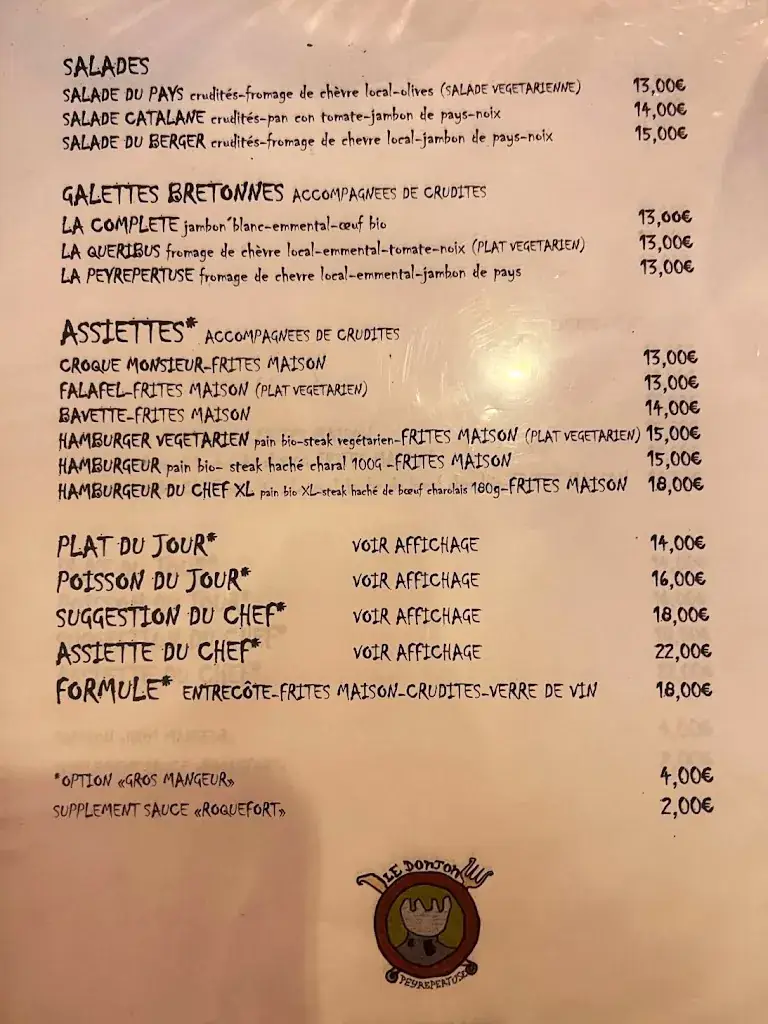 SALADES
SALADE DU PAYS crudités-fromage de chèvre local-olives (SALADE VEGETARIENNE) 13,00€
SALADE CATALANE crudités-pan con tomate-jambon de pays-noix 14,00€
SALADE DU BERGER crudités-fromage de chevre local-jambon de pays-noix 15,00€
GALETTES BRETONNES ACCOMPAGNEES DE CRUDITES
LA COMPLETE jambon blanc-emmental-œuf bio 13,00€
LA QUERIBUS fromage de chèvre local-emmental-tomate-noix (PLAT VEGETARIEN) 13,00€
LA PEYREPERTUSE fromage de chevre local-emmental-jambon de pays 13,00€
ASSIETTES* ACCOMPAGNEES DE CRUDITES
CROQUE MONSIEUR-FRITES MAISON 13,00€
FALAFEL-FRITES MAISON (PLAT VEGETARIEN) 13,00€
BAVETTE-FRITES MAISON 14,00€
HAMBURGER VEGETARIEN pain bio-steak vegétarien-FRITES MAISON (PLAT VEGETARIEN) 15,00€
HAMBURGEUR pain bio- steak haché charal 100G -FRITES MAISON 15,00€
HAMBURGEUR DU CHEF XL pain bio XL-steak haché de bœuf charolais 180g-FRITES MAISON 18,00€
PLAT DU JOUR* VOIR AFFICHAGE 14,00€
POISSON DU JOUR* VOIR AFFICHAGE 16,00€
SUGGESTION DU CHEF* VOIR AFFICHAGE 18,00€
ASSIETTE DU CHEF* VOIR AFFICHAGE 22,00€
FORMULE* ENTRECÔTE-FRITES MAISON-CRUDITES-VERRE DE VIN 18,00€
*OPTION «GROS MANGEUR» 4,00€
SUPPLEMENT SAUCE «ROQUEFORT» 2,00€
LE DONJON
PEYREPERTUSE